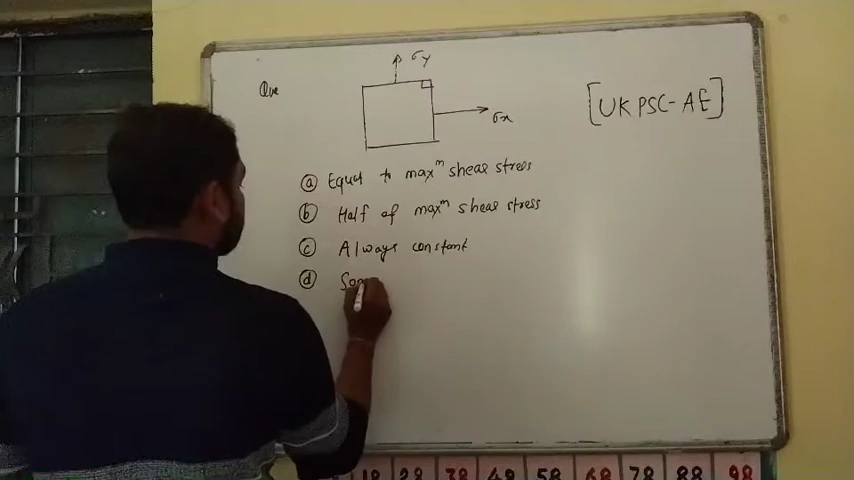 σy
Que
[UKPSC-AE]
σx
ⓐ Equal to maxᵐ shear stress
ⓑ Half of maxᵐ shear stress
ⓒ Always constant
ⓓ So
18 28 38 48 58 68 78 88 98